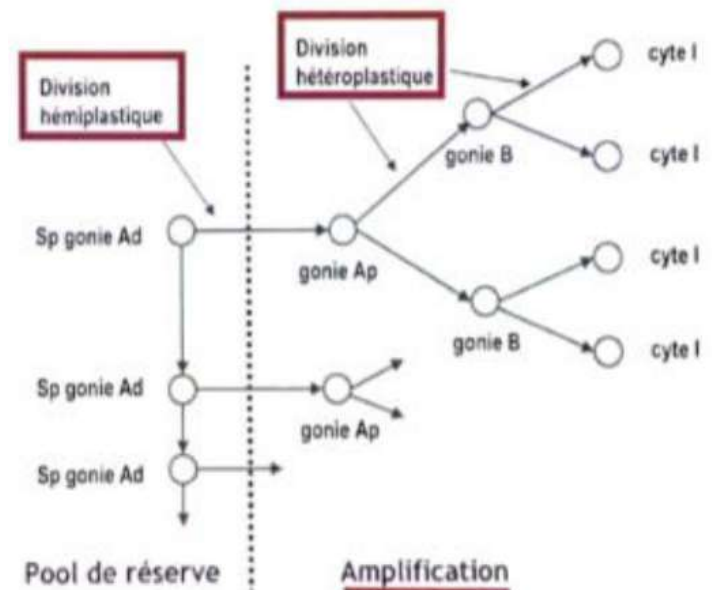 Division
hémiplastique
Division
hétéroplastique
cyte I
gonie B
cyte I
Sp gonie Ad
gonie Ap
cyte I
gonie B
cyte I
Sp gonie Ad
gonie Ap
Sp gonie Ad
Pool de réserve
Amplification